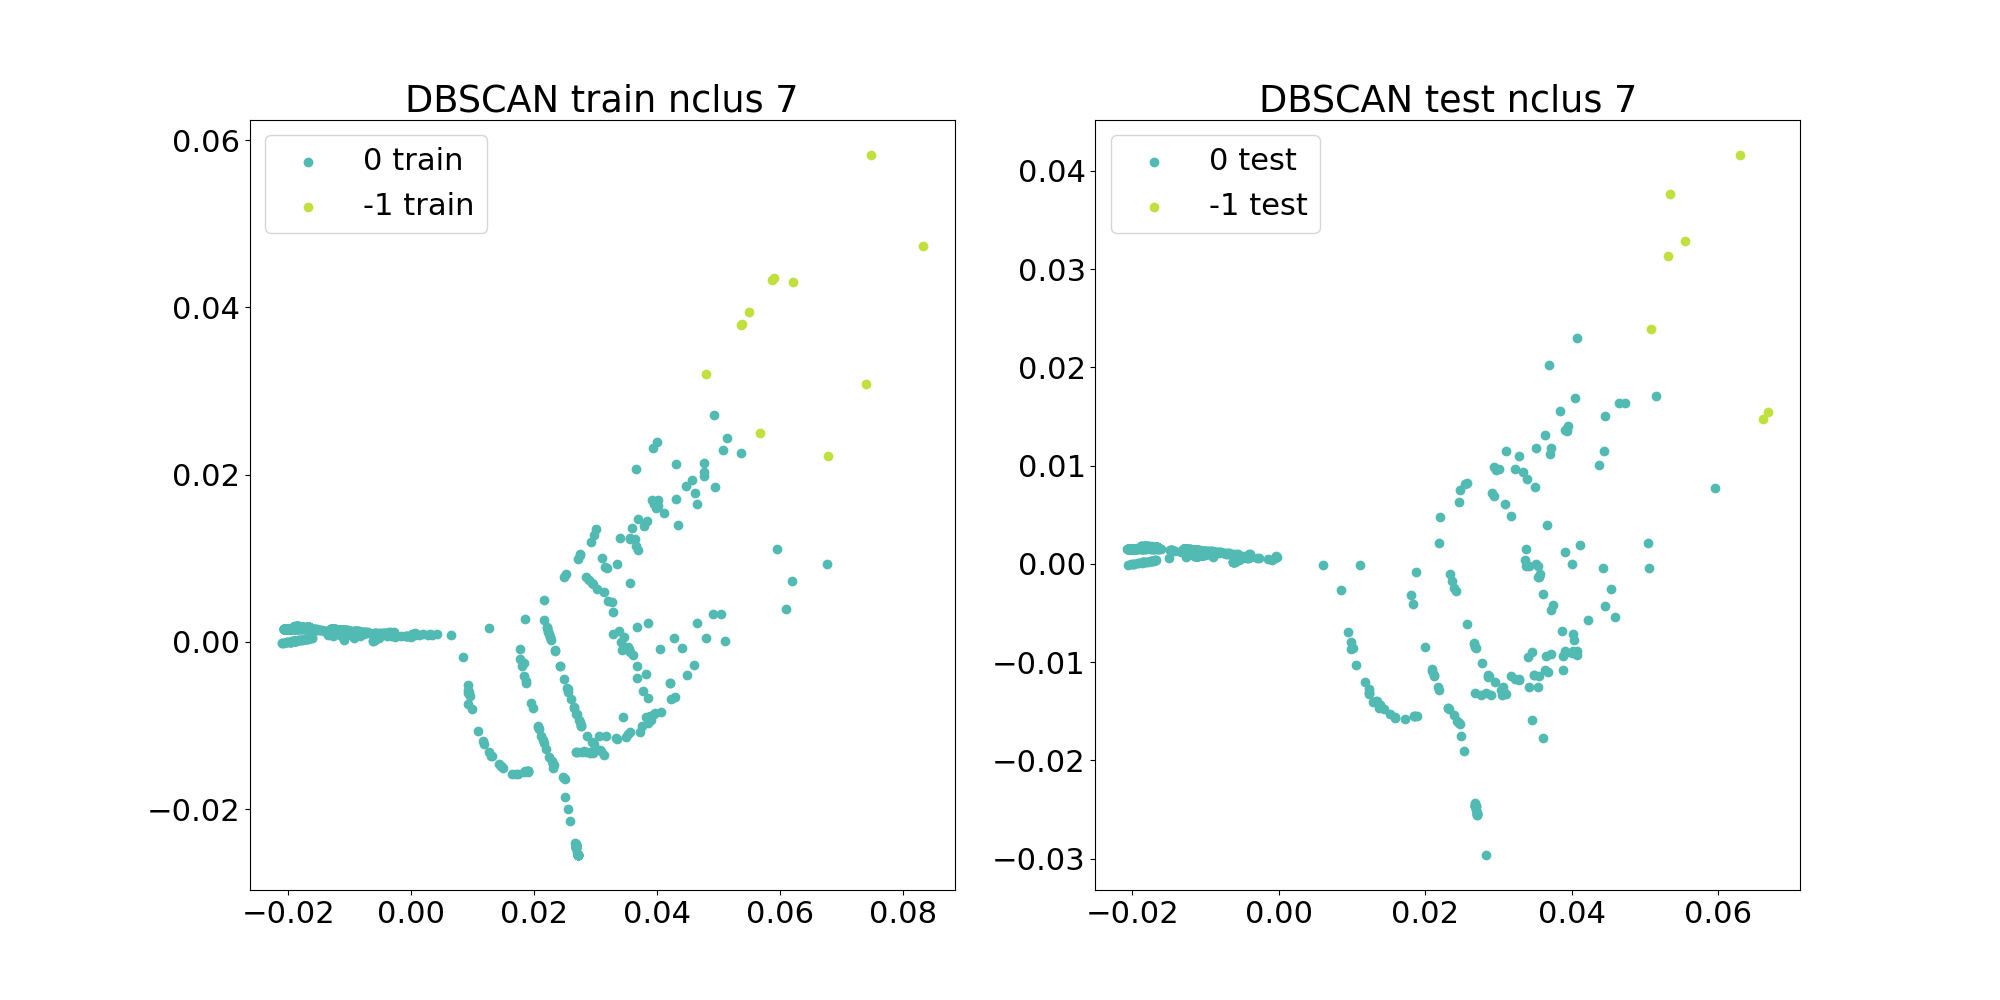 DBSCAN train nclus 7
0 train
-1 train
0.06
0.04
0.02
0.00
−0.02
−0.02 0.00 0.02 0.04 0.06 0.08
DBSCAN test nclus 7
0 test
-1 test
0.04
0.03
0.02
0.01
0.00
−0.01
−0.02
−0.03
−0.02 0.00 0.02 0.04 0.06